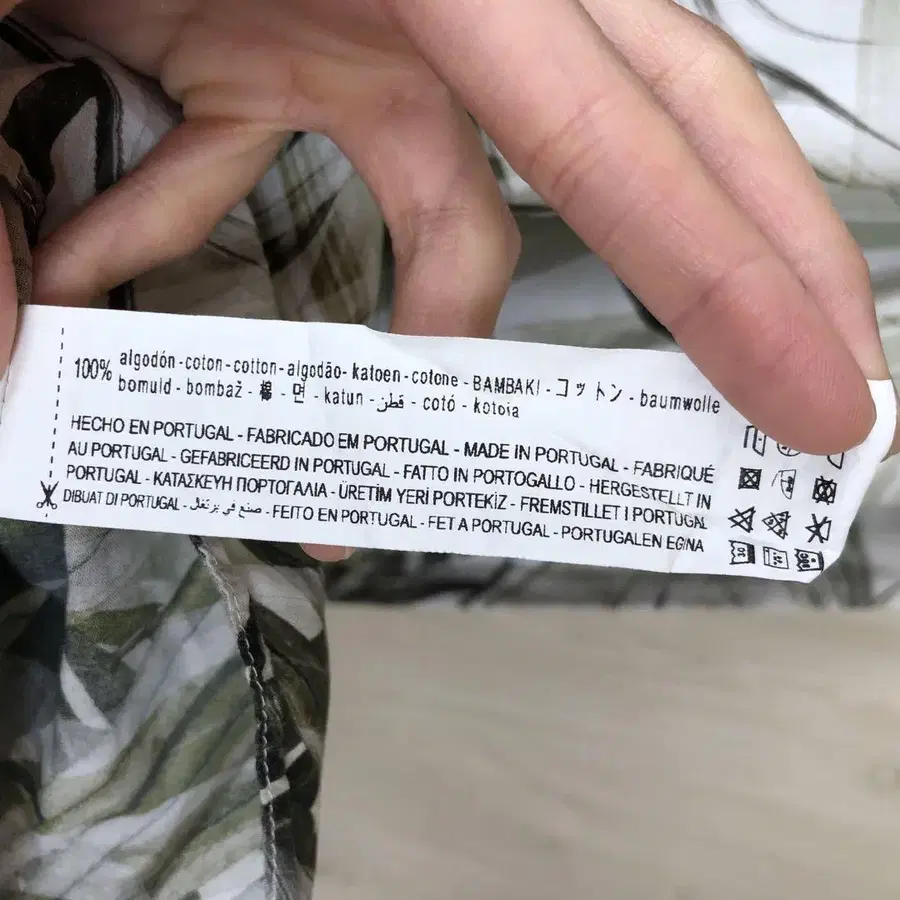 100% algodón - coton - cotton - algodão - katoen - cotone - BAMBAKI - コットン - baumwolle
bomuld - bombaž - 棉 - 면 - katun - قطن - cotó - kotoia
HECHO EN PORTUGAL - FABRICADO EM PORTUGAL - MADE IN PORTUGAL - FABRIQUÉ
AU PORTUGAL - GEFABRICEERD IN PORTUGAL - FATTO IN PORTOGALLO - HERGESTELLT IN
PORTUGAL - ΚΑΤΑΣΚΕΥΗ ΠΟΡΤΟΓΑΛΙΑ - ÜRETİM YERİ PORTEKİZ - FREMSTILLET I PORTUGAL
DIBUAT DI PORTUGAL - صنع في برتغال - FEITO EN PORTUGAL - FET A PORTUGAL - PORTUGALEN EGINA